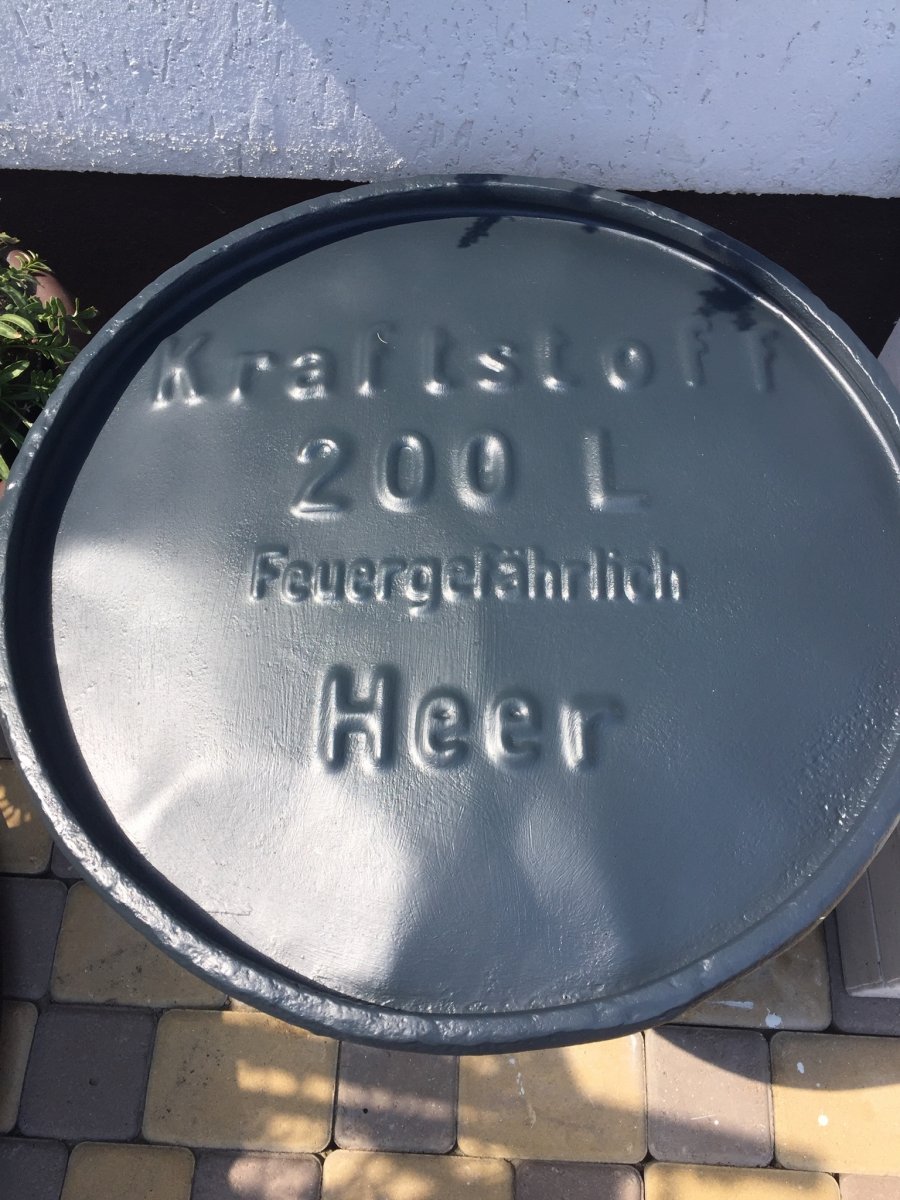 Kraftstoff
200 L
Feuergefährlich
Heer